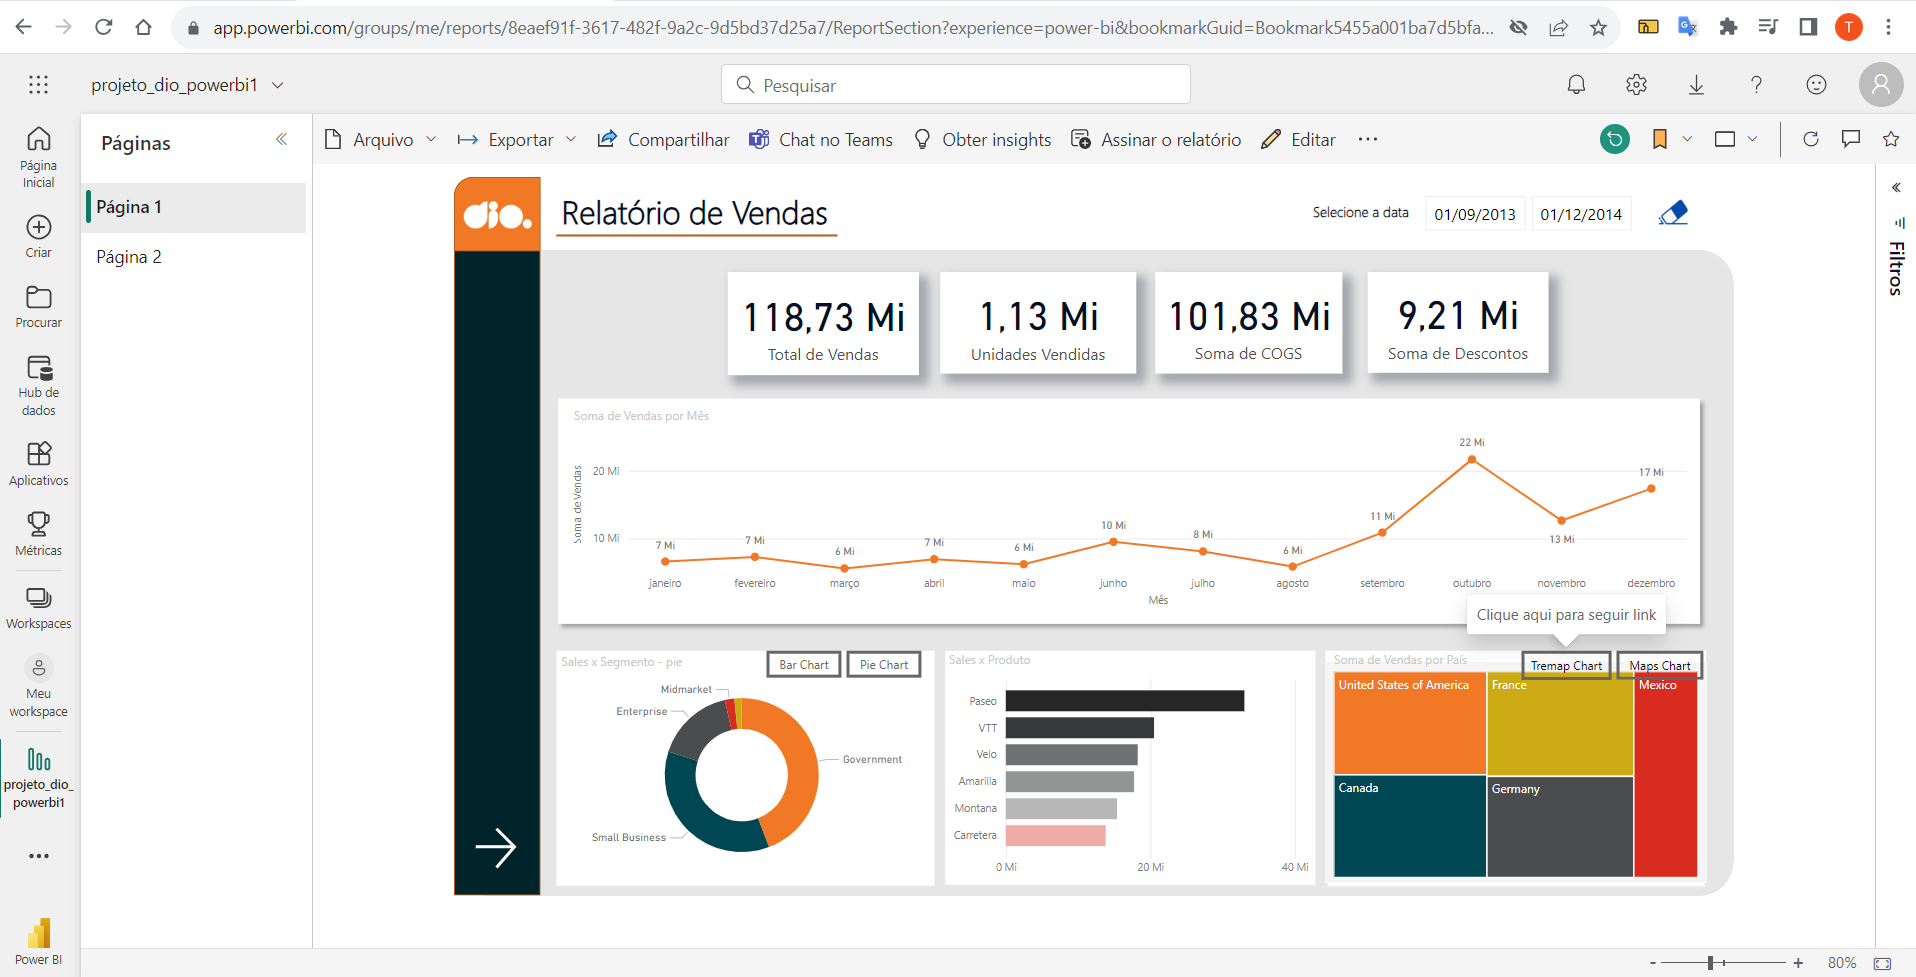 app.powerbi.com/groups/me/reports/8eaef91f-3617-482f-9a2c-9d5bd37d25a7/ReportSection?experience=power-bi&bookmarkGuid=Bookmark5455a001ba7d5bfa...
T
projeto_dio_powerbi1
Pesquisar
Página
Inicial
Criar
Procurar
Hub de
dados
Aplicativos
Métricas
Workspaces
Meu
workspace
projeto_dio_
powerbi1
Power BI
Páginas
Página 1
Página 2
Arquivo
Exportar
Compartilhar
Chat no Teams
Obter insights
Assinar o relatório
Editar
dio.
Relatório de Vendas
Selecione a data
01/09/2013
01/12/2014
Filtros
118,73 Mi
Total de Vendas
1,13 Mi
Unidades Vendidas
101,83 Mi
Soma de COGS
9,21 Mi
Soma de Descontos
Soma de Vendas por Mês
Soma de Vendas
20 Mi
10 Mi
7 Mi
7 Mi
6 Mi
7 Mi
6 Mi
10 Mi
8 Mi
6 Mi
11 Mi
22 Mi
13 Mi
17 Mi
janeiro
fevereiro
março
abril
maio
junho
julho
agosto
setembro
outubro
novembro
dezembro
Mês
Clique aqui para seguir link
Sales x Segmento - pie
Bar Chart
Pie Chart
Midmarket
Enterprise
Government
Small Business
Sales x Produto
Paseo
VTT
Velo
Amarilla
Montana
Carretera
0 Mi
20 Mi
40 Mi
Soma de Vendas por País
Tremap Chart
Maps Chart
United States of America
France
Mexico
Canada
Germany
- + 80%